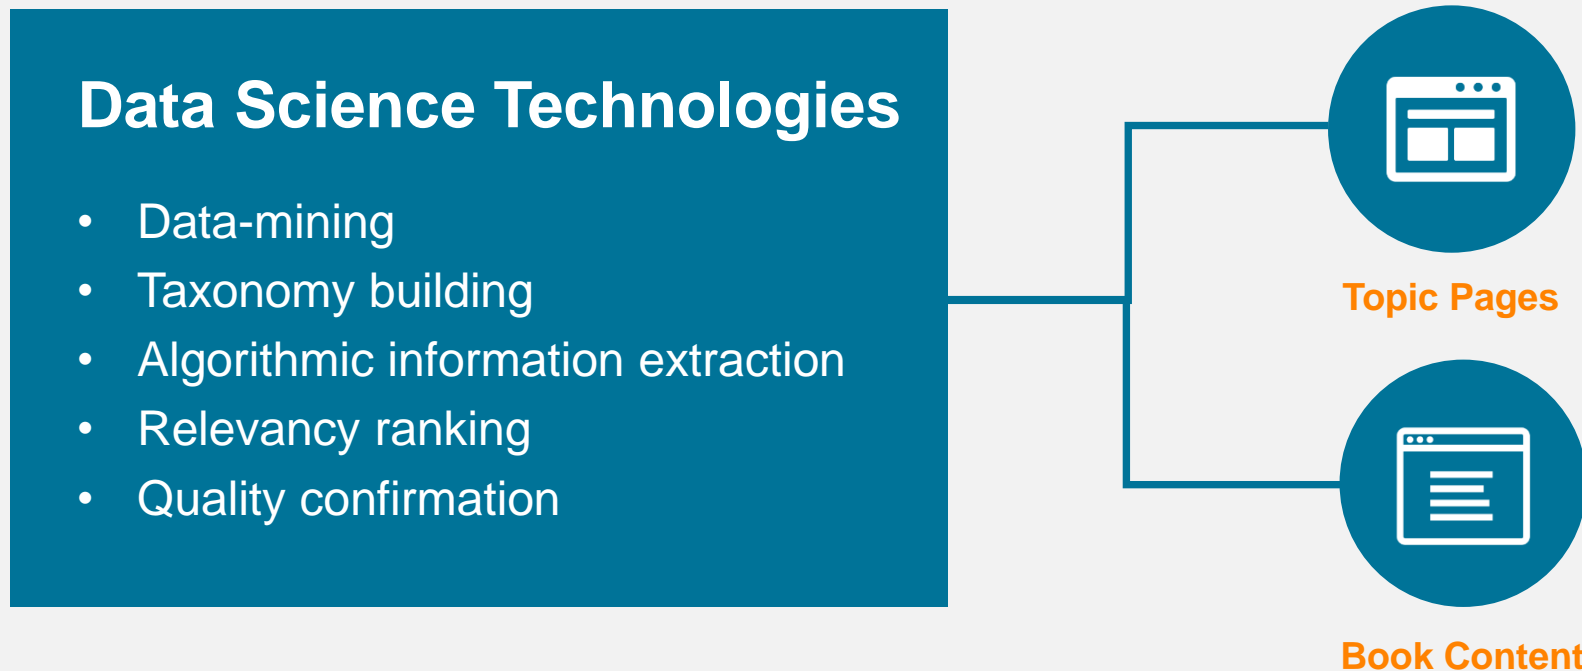 Data Science Technologies
• Data-mining
• Taxonomy building
• Algorithmic information extraction
• Relevancy ranking
• Quality confirmation
Topic Pages
Book Content